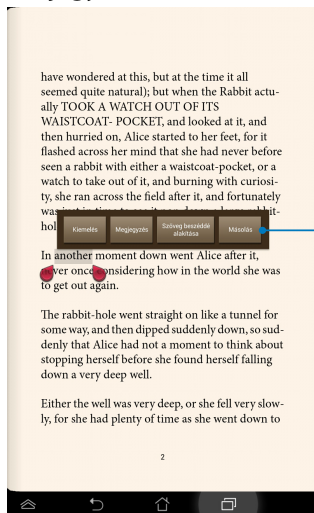 have wondered at this, but at the time it all
seemed quite natural); but when the Rabbit actu-
ally TOOK A WATCH OUT OF ITS
WAISTCOAT- POCKET, and looked at it, and
then hurried on, Alice started to her feet, for it
flashed across her mind that she had never before
seen a rabbit with either a waistcoat-pocket, or a
watch to take out of it, and burning with curiosi-
ty, she ran across the field after it, and fortunately
hol
Kiemelés
Megjegyzés
Szöveg beszéddé
alakítása
Másolás
In another moment down went Alice after it,
never once considering how in the world she was
to get out again.
The rabbit-hole went straight on like a tunnel for
some way, and then dipped suddenly down, so sud-
denly that Alice had not a moment to think about
stopping herself before she found herself falling
down a very deep well.
Either the well was very deep, or she fell very slow-
ly, for she had plenty of time as she went down to
2